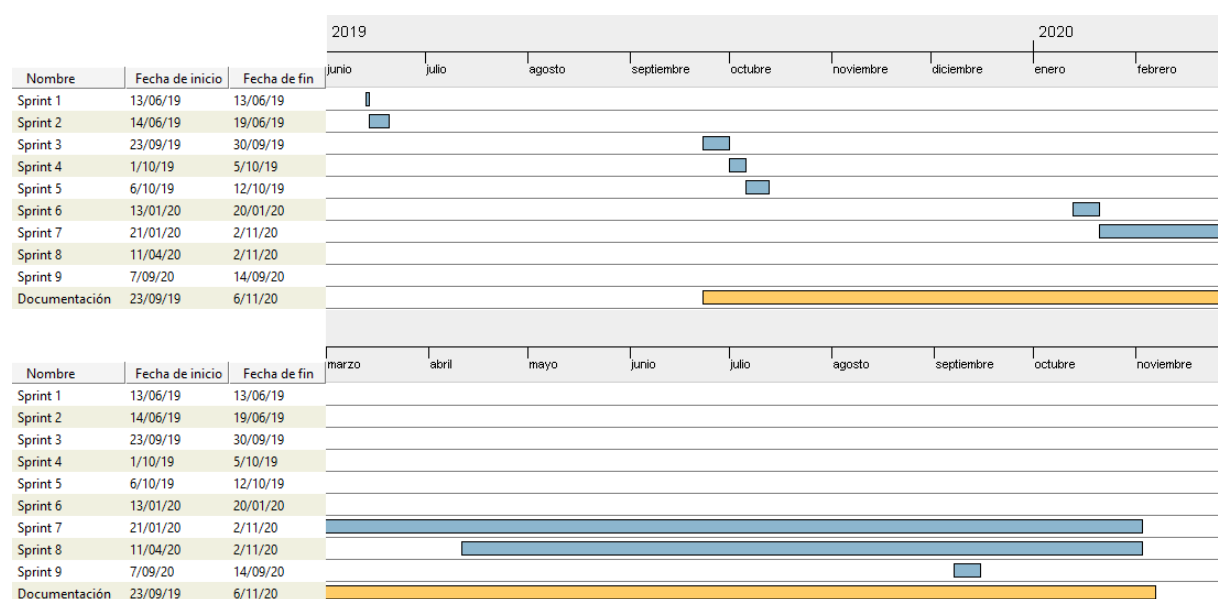 2019 2020
Nombre Fecha de inicio Fecha de fin junio julio agosto septiembre octubre noviembre diciembre enero febrero
Sprint 1 13/06/19 13/06/19
Sprint 2 14/06/19 19/06/19
Sprint 3 23/09/19 30/09/19
Sprint 4 1/10/19 5/10/19
Sprint 5 6/10/19 12/10/19
Sprint 6 13/01/20 20/01/20
Sprint 7 21/01/20 2/11/20
Sprint 8 11/04/20 2/11/20
Sprint 9 7/09/20 14/09/20
Documentación 23/09/19 6/11/20
Nombre Fecha de inicio Fecha de fin marzo abril mayo junio julio agosto septiembre octubre noviembre
Sprint 1 13/06/19 13/06/19
Sprint 2 14/06/19 19/06/19
Sprint 3 23/09/19 30/09/19
Sprint 4 1/10/19 5/10/19
Sprint 5 6/10/19 12/10/19
Sprint 6 13/01/20 20/01/20
Sprint 7 21/01/20 2/11/20
Sprint 8 11/04/20 2/11/20
Sprint 9 7/09/20 14/09/20
Documentación 23/09/19 6/11/20